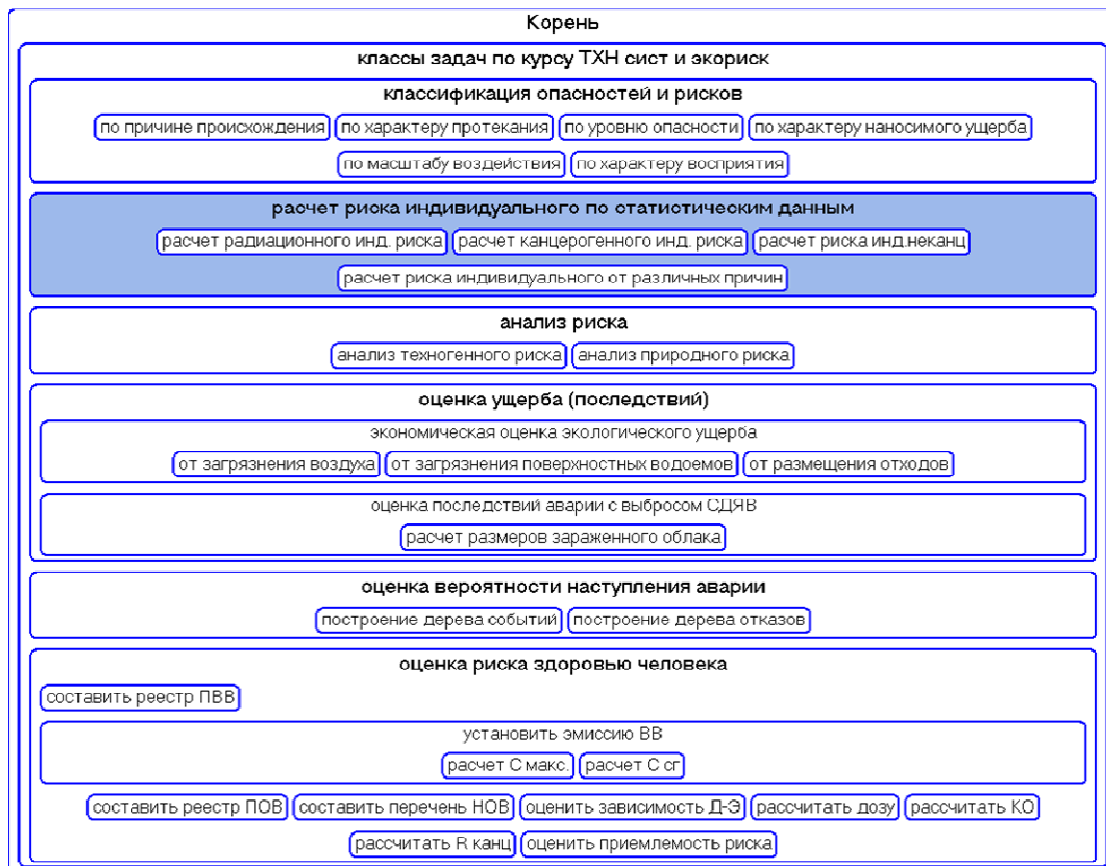 Корень
классы задач по курсу ТХН сист и экориск
классификация опасностей и рисков
по причине происхождения по характеру протекания по уровню опасности по характеру наносимого ущерба
по масштабу воздействия по характеру восприятия
расчет риска индивидуального по статистическим данным
расчет радиационного инд. риска расчет канцерогенного инд. риска расчет риска инд.неканц
расчет риска индивидуального от различных причин
анализ риска
анализ техногенного риска анализ природного риска
оценка ущерба (последствий)
экономическая оценка экологического ущерба
от загрязнения воздуха от загрязнения поверхностных водоемов от размещения отходов
оценка последствий аварии с выбросом СДЯВ
расчет размеров зараженного облака
оценка вероятности наступления аварии
построение дерева событий построение дерева отказов
оценка риска здоровью человека
составить реестр ПВВ
установить эмиссию ВВ
расчет С макс. расчет С сг
составить реестр ПОВ составить перечень НОВ оценить зависимость Д-Э рассчитать дозу рассчитать КО
рассчитать R канц оценить приемлемость риска